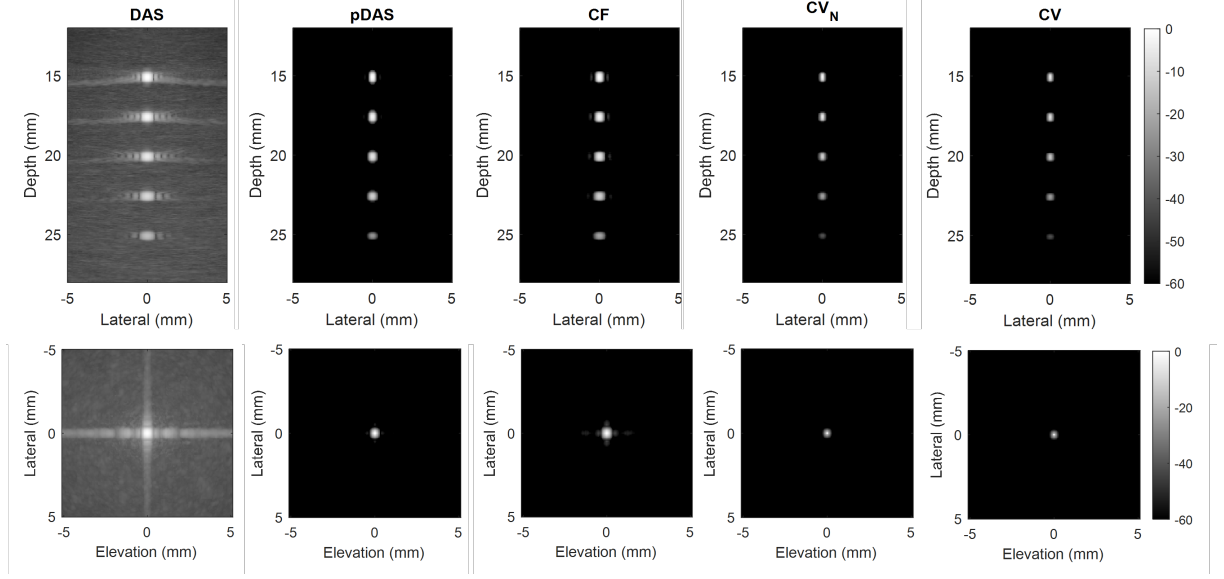 DAS pDAS CF CV_N CV
15 15 15 15 15 0
-10
20 20 20 20 20 -20
-30
25 25 25 25 25 -40
-50
-60
Depth (mm) Depth (mm) Depth (mm) Depth (mm) Depth (mm)
-5 0 5 -5 0 5 -5 0 5 -5 0 5 -5 0 5
Lateral (mm) Lateral (mm) Lateral (mm) Lateral (mm) Lateral (mm)
-5 -5 -5 -5 -5 0
-20
0 0 0 0 0
-40
5 5 5 5 5 -60
Lateral (mm) Lateral (mm) Lateral (mm) Lateral (mm) Lateral (mm)
-5 0 5 -5 0 5 -5 0 5 -5 0 5 -5 0 5
Elevation (mm) Elevation (mm) Elevation (mm) Elevation (mm) Elevation (mm)